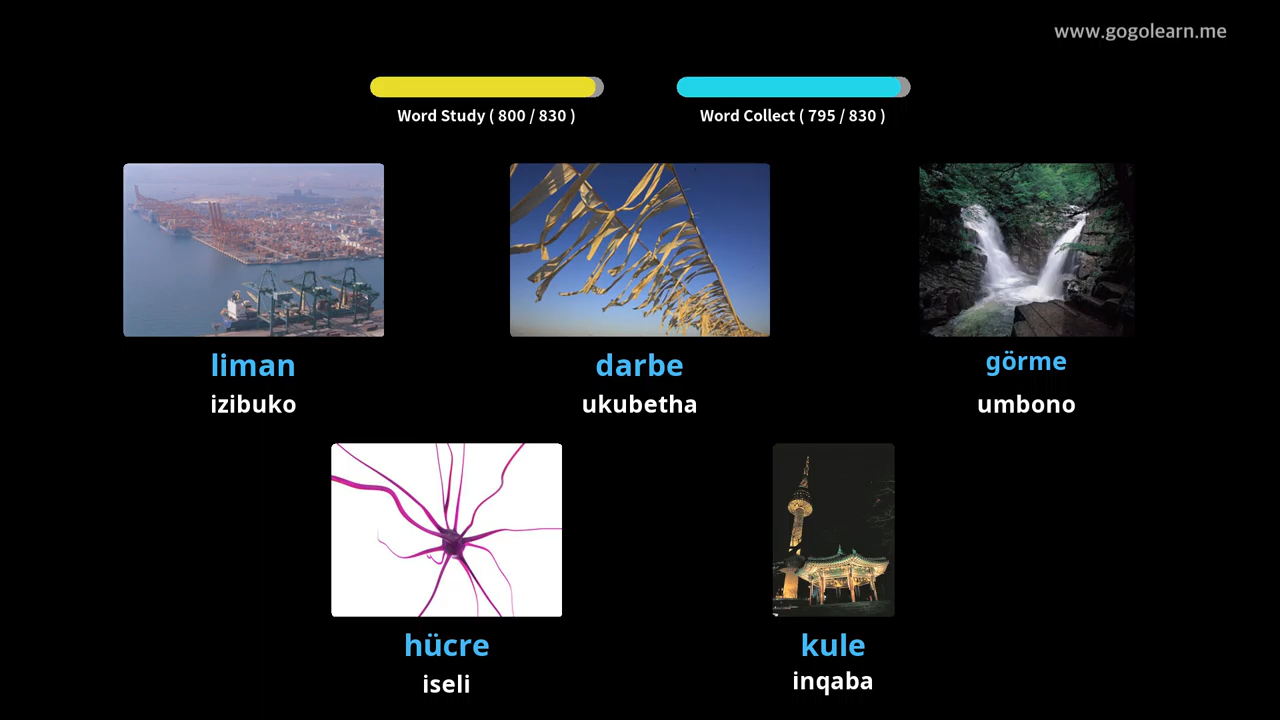 www.gogolearn.me
Word Study ( 800 / 830 )
Word Collect ( 795 / 830 )
liman
izibuko
darbe
ukubetha
görme
umbono
hücre
iseli
kule
inqaba